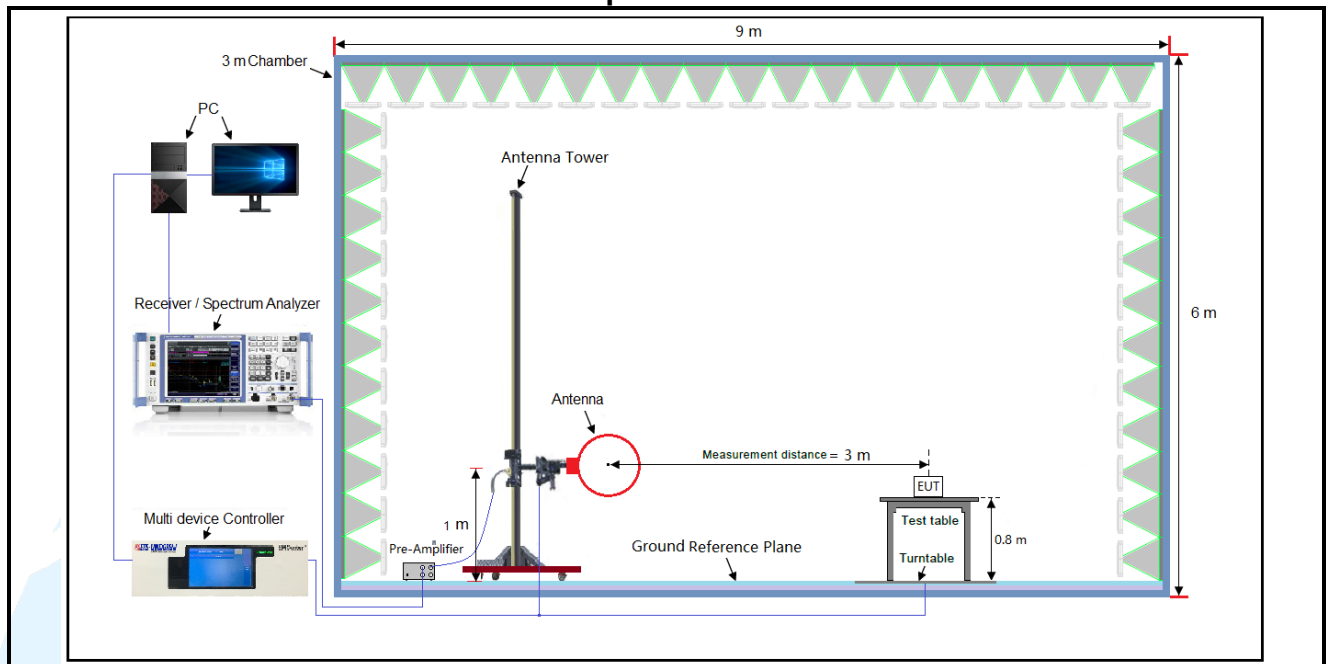 9 m
3 m Chamber
PC
Antenna Tower
Receiver / Spectrum Analyzer
6 m
Antenna
Measurement distance = 3 m
EUT
Multi device Controller
1 m
Test table
0.8 m
Pre-Amplifier
Ground Reference Plane
Turntable